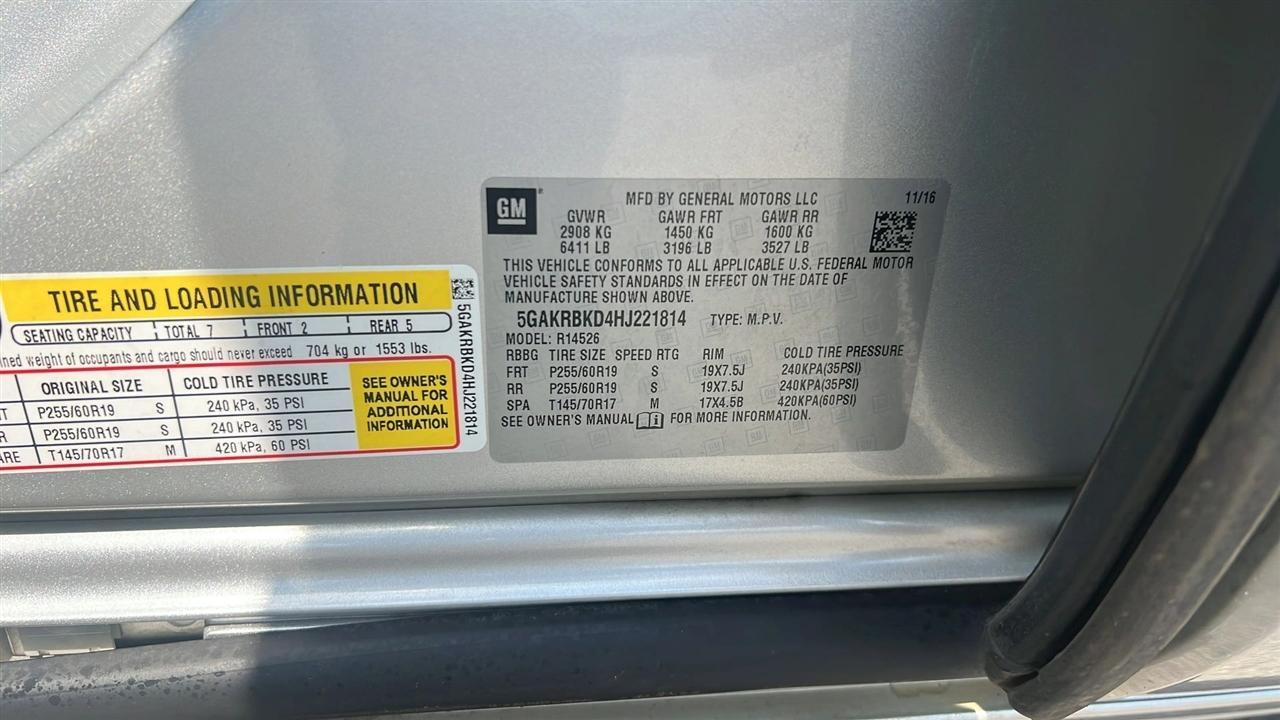 TIRE AND LOADING INFORMATION
SEATING CAPACITY TOTAL 7 FRONT 2 REAR 5
weight of occupants and cargo should never exceed 704 kg or 1553 lbs.
ORIGINAL SIZE COLD TIRE PRESSURE
P255/60R19 S 240 kPa, 35 PSI
P255/60R19 S 240 kPa, 35 PSI
T145/70R17 M 420 kPa, 60 PSI
SEE OWNER'S
MANUAL FOR
ADDITIONAL
INFORMATION
5GAKRBKD4HJ221814
GM
MFD BY GENERAL MOTORS LLC 11/16
GVWR GAWR FRT GAWR RR
2908 KG 1450 KG 1600 KG
6411 LB 3196 LB 3527 LB
THIS VEHICLE CONFORMS TO ALL APPLICABLE U.S. FEDERAL MOTOR
VEHICLE SAFETY STANDARDS IN EFFECT ON THE DATE OF
MANUFACTURE SHOWN ABOVE.
5GAKRBKD4HJ221814 TYPE: M.P.V.
MODEL: R14526
RBBG TIRE SIZE SPEED RTG RIM COLD TIRE PRESSURE
FRT P255/60R19 S 19X7.5J 240KPA(35PSI)
RR P255/60R19 S 19X7.5J 240KPA(35PSI)
SPA T145/70R17 M 17X4.5B 420KPA(60PSI)
SEE OWNER'S MANUAL FOR MORE INFORMATION.